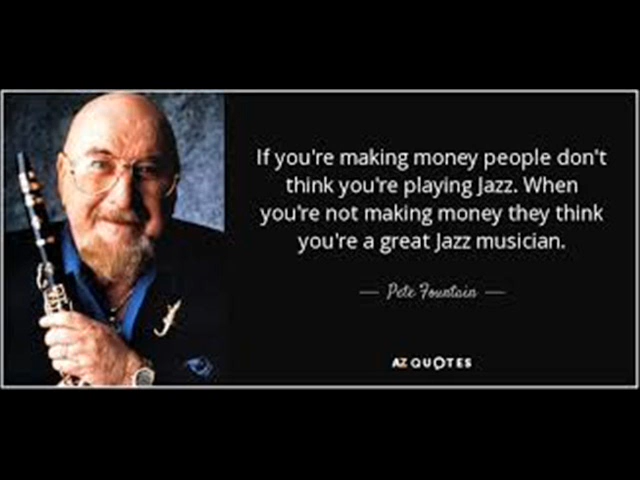 If you're making money people don't
think you're playing Jazz. When
you're not making money they think
you're a great Jazz musician.
Pete Fountain
AZ QUOTES